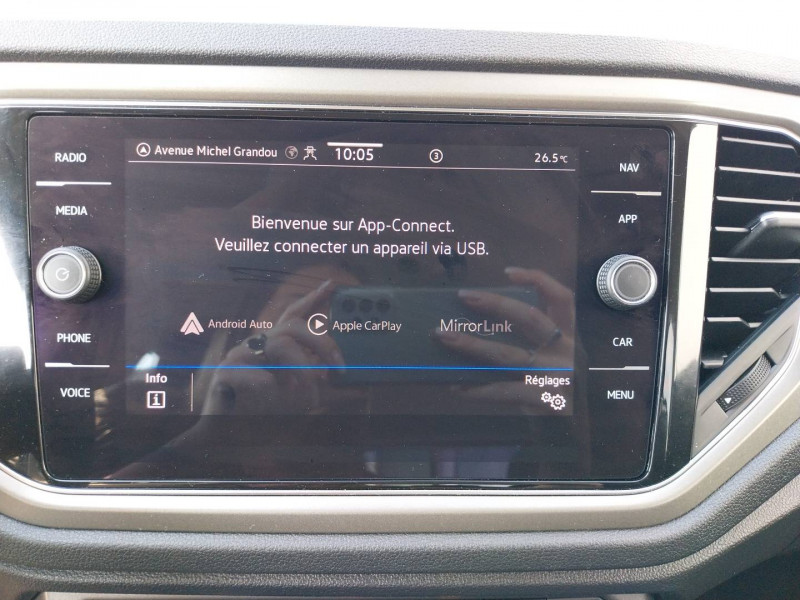 RADIO
MEDIA
PHONE
VOICE
Avenue Michel Grandou 10:05 3 26.5°C
Bienvenue sur App-Connect.
Veuillez connecter un appareil via USB.
Android Auto Apple CarPlay MirrorLink
Info Réglages
i
NAV
APP
CAR
MENU